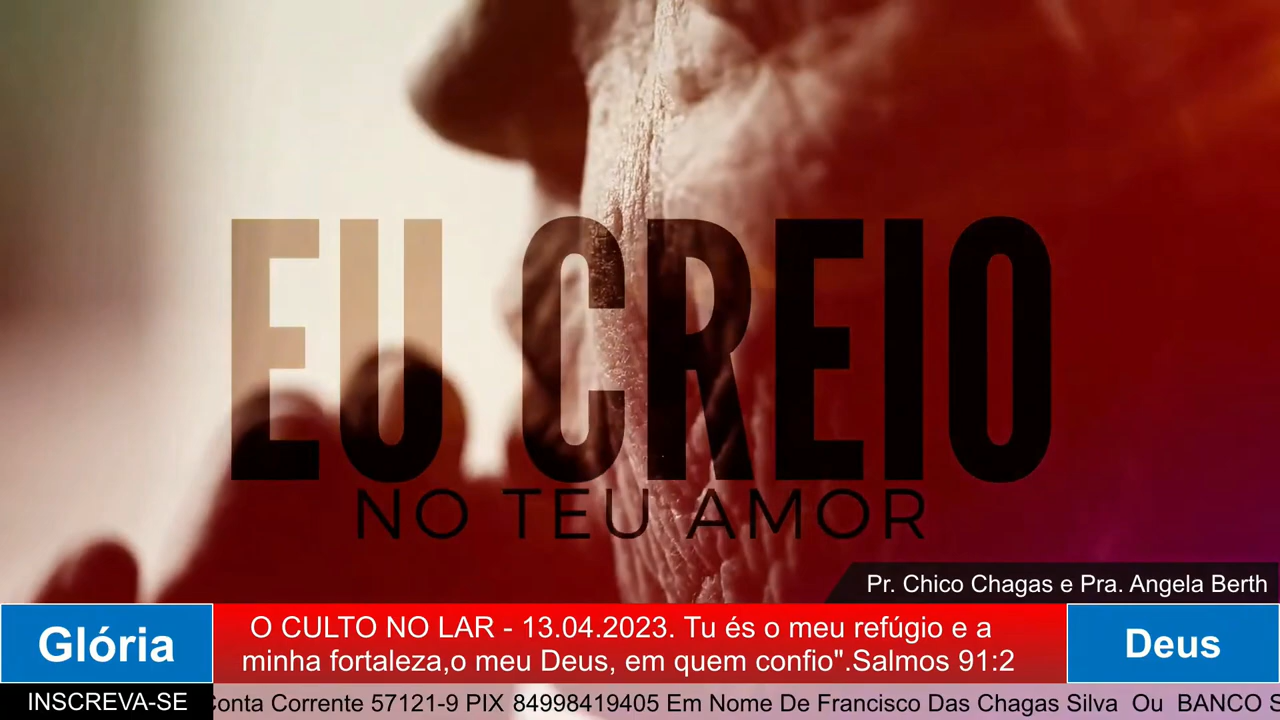 EU CREIO
NO TEU AMOR
Pr. Chico Chagas e Pra. Angela Berth
Glória
O CULTO NO LAR - 13.04.2023. Tu és o meu refúgio e a
minha fortaleza,o meu Deus, em quem confio".Salmos 91:2
Deus
INSCREVA-SE
Conta Corrente 57121-9 PIX 84998419405 Em Nome De Francisco Das Chagas Silva Ou BANCO S